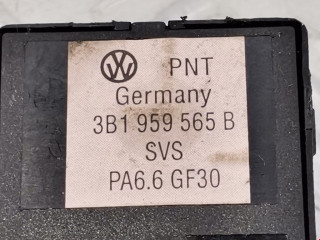 PNT
Germany
3B1 959 565 B
SVS
PA6.6 GF30